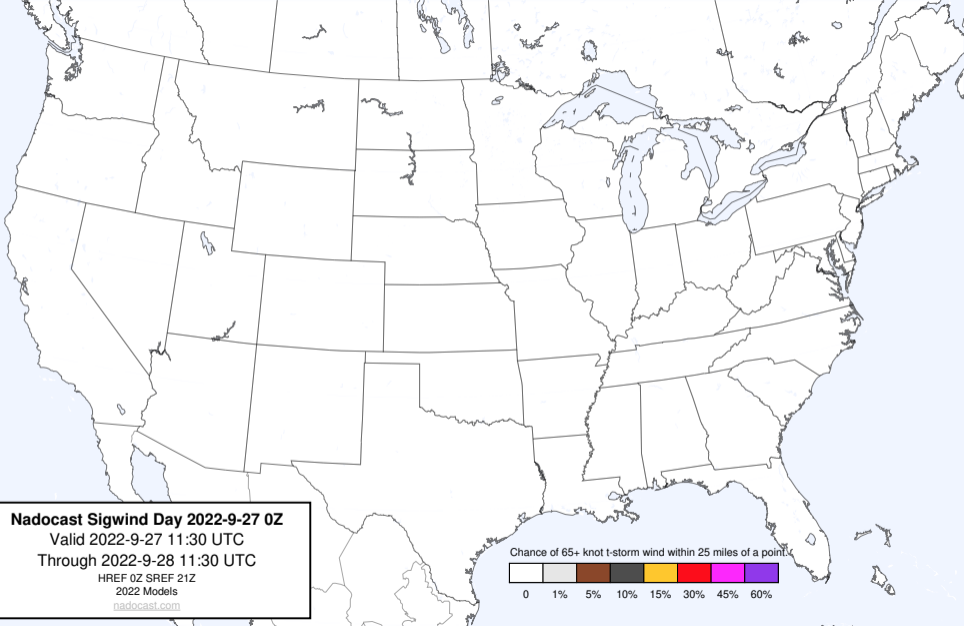 Nadocast Sigwind Day 2022-9-27 0Z
Valid 2022-9-27 11:30 UTC
Through 2022-9-28 11:30 UTC
HREF 0Z SREF 21Z
2022 Models
nadocast.com
Chance of 65+ knot t-storm wind within 25 miles of a point.
0 1% 5% 10% 15% 30% 45% 60%